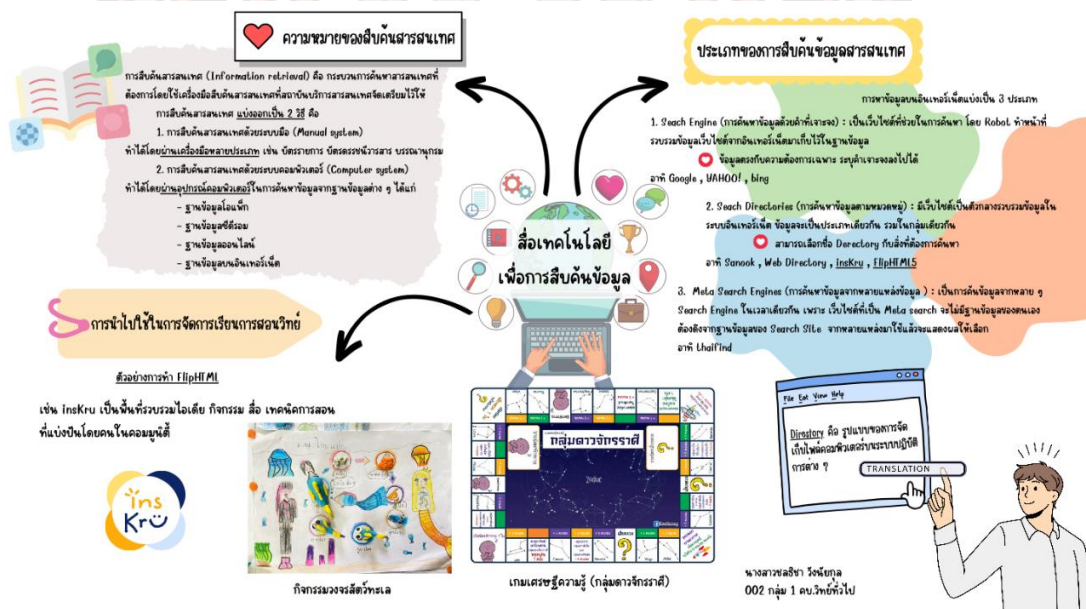 ความหมายของสืบค้นสารสนเทศ
การสืบค้นสารสนเทศ (Information retrieval) คือ กระบวนการค้นหาสารสนเทศที่
ต้องการโดยใช้เครื่องมือสืบค้นสารสนเทศที่สถาบันบริการสารสนเทศจัดเตรียมไว้ให้
การสืบค้นสารสนเทศ แบ่งออกเป็น 2 วิธี คือ
1. การสืบค้นสารสนเทศด้วยระบบมือ (Manual system)
ทำได้โดยผ่านเครื่องมือหลายประเภท เช่น บัตรรายการ บัตรดรรชนีวารสาร บรรณานุกรม
2. การสืบค้นสารสนเทศด้วยระบบคอมพิวเตอร์ (Computer system)
ทำได้โดยผ่านอุปกรณ์คอมพิวเตอร์ในการค้นหาข้อมูลจากฐานข้อมูลต่าง ๆ ได้แก่
- ฐานข้อมูลโอแพ็ก
- ฐานข้อมูลซีดีรอม
- ฐานข้อมูลออนไลน์
- ฐานข้อมูลบนอินเทอร์เน็ต
สื่อเทคโนโลยี
เพื่อการสืบค้นข้อมูล
ประเภทของการสืบค้นข้อมูลสารสนเทศ
การหาข้อมูลบนอินเทอร์เน็ตแบ่งเป็น 3 ประเภท
1. Seach Engine (การค้นหาข้อมูลด้วยคำที่เจาะจง) : เป็นเว็บไซต์ที่ช่วยในการค้นหา โดย Robot ทำหน้าที่
รวบรวมข้อมูลเว็บไซต์จากอินเทอร์เน็ตมาเก็บไว้ในฐานข้อมูล
ข้อมูลตรงกับความต้องการเฉพาะ ระบุคำเจาะจงลงไปได้
อาทิ Google , YAHOO! , bing
2. Seach Directories (การค้นหาข้อมูลตามหมวดหมู่) : มีเว็บไซต์เป็นตัวกลางรวบรวมข้อมูลใน
ระบบอินเทอร์เน็ต ข้อมูลจะเป็นประเภทเดียวกัน รวมในกลุ่มเดียวกัน
สามารถเลือกชื่อ Derectory กับสิ่งที่ต้องการค้นหา
อาทิ Sanook , Web Directory , insKru , FlipHTML5
3. Meta Search Engines (การค้นหาข้อมูลจากหลายแหล่งข้อมูล ) : เป็นการค้นข้อมูลจากหลาย ๆ
Search Engine ในเวลาเดียวกัน เพราะ เว็บไซต์ที่เป็น Meta search จะไม่มีฐานข้อมูลของตนเอง
ต้องดึงจากฐานข้อมูลของ Search Site จากหลายแหล่งมาใช้แล้วจะแสดงผลให้เลือก
อาทิ thaifind
การนำไปใช้ในการจัดการเรียนการสอนวิทย์
ตัวอย่างการทำ FlipHTML
เช่น insKru เป็นพื้นที่รวบรวมไอเดีย กิจกรรม สื่อ เทคนิคการสอน
ที่แบ่งปันโดยคนในคอมมูนิตี้
ins
Kru
กิจกรรมวงจรสัตว์ทะเล
กลุ่มดาวจักรราศี
Zodiac
เกมเศรษฐีความรู้ (กลุ่มดาวจักรราศี)
File Eat View Help
Direstory คือ รูปแบบของการจัด
เก็บไฟล์คอมพิวเตอร์บนระบบปฏิบัติ
การต่าง ๆ
TRANSLATION
นางสาวชลธิชา วังนัยกุล
002 กลุ่ม 1 คบ.วิทย์ทั่วไป